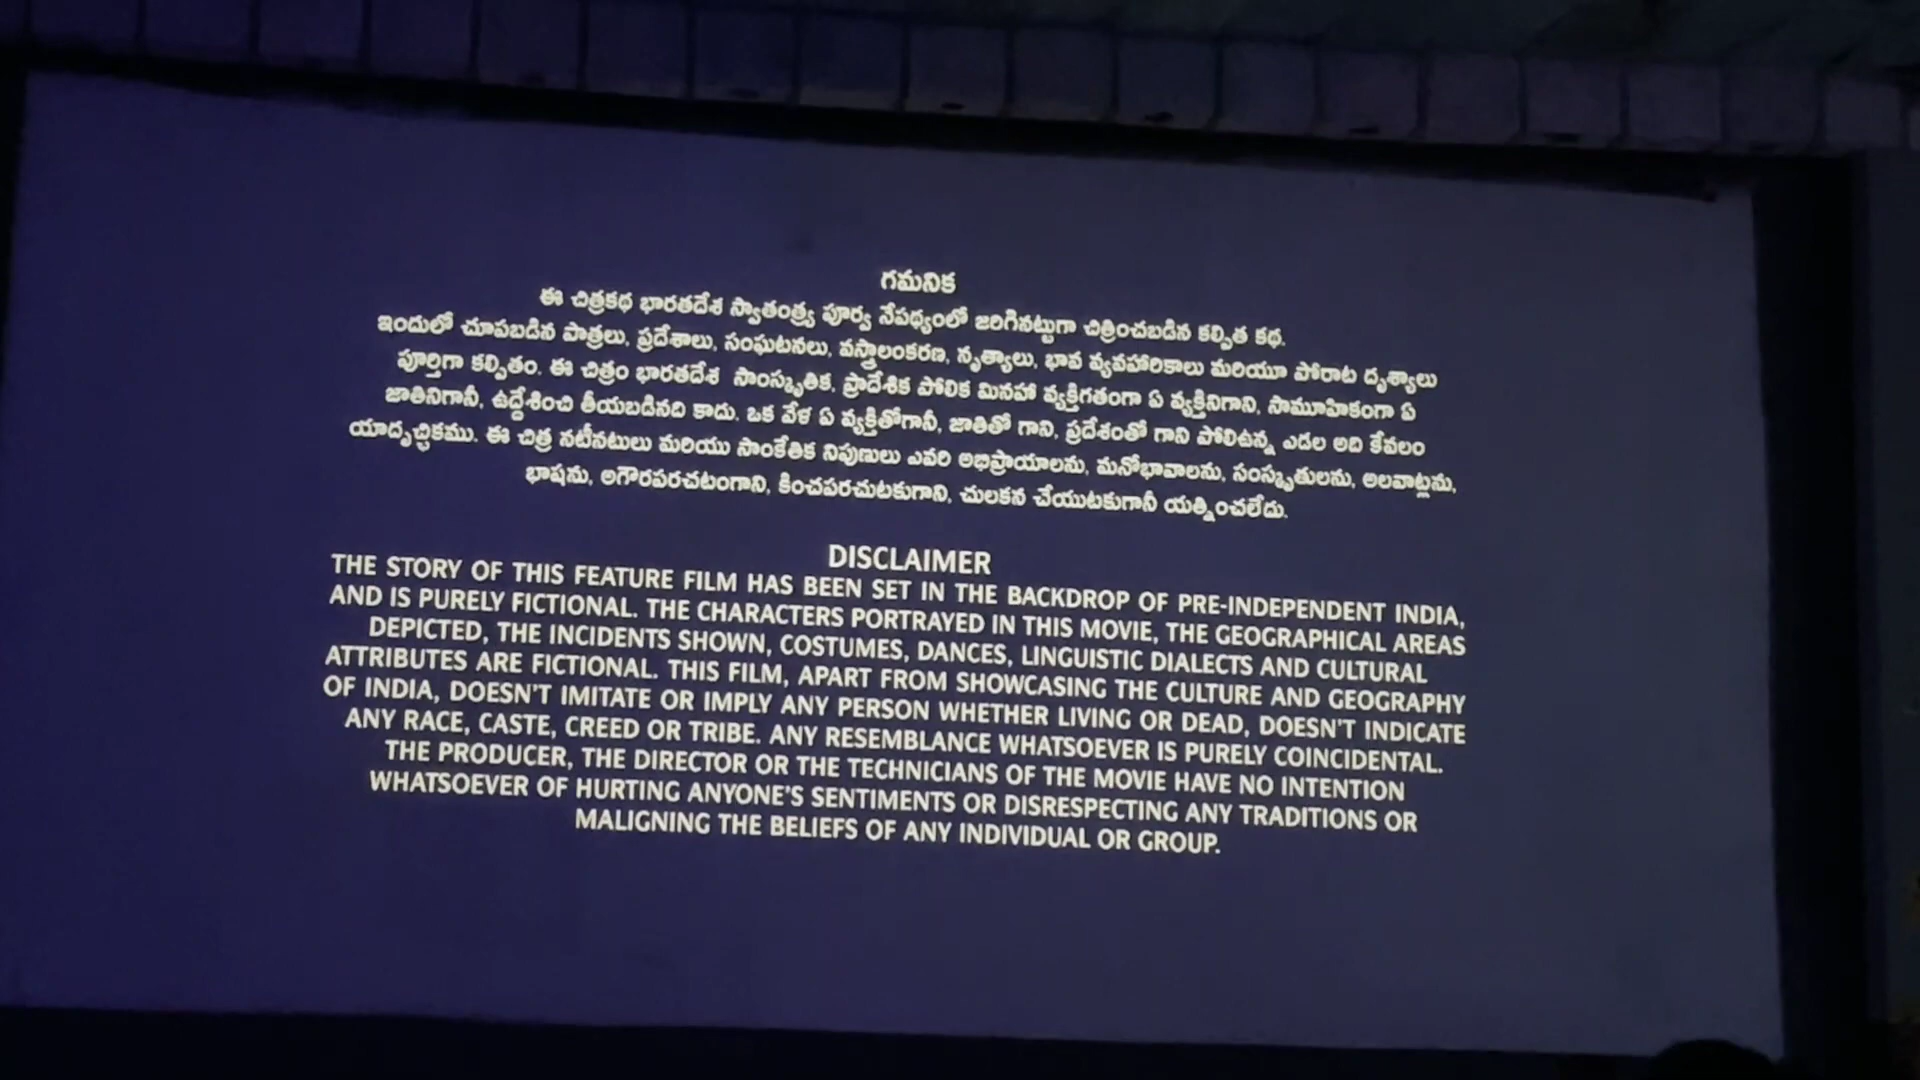 గమనిక
ఈ చిత్రకథ భారతదేశ స్వాతంత్ర్య పూర్వ నేపథ్యంలో జరిగినట్టుగా చిత్రించబడిన కల్పిత కథ.
ఇందులో చూపబడిన పాత్రలు, ప్రదేశాలు, సంఘటనలు, వస్త్రాలంకరణ, నృత్యాలు, భావ వ్యవహారికాలు మరియూ పోరాట దృశ్యాలు
పూర్తిగా కల్పితం. ఈ చిత్రం భారతదేశ సాంస్కృతిక, ప్రాదేశిక పోలిక మినహా వ్యక్తిగతంగా ఏ వ్యక్తినిగాని, సామూహికంగా ఏ
జాతినిగానీ, ఉద్దేశించి తీయబడినది కాదు. ఒక వేళ ఏ వ్యక్తితోగానీ, జాతితో గాని, ప్రదేశంతో గాని పోలిఉన్న ఎడల అది కేవలం
యాదృచ్ఛికము. ఈ చిత్ర నటీనటులు మరియు సాంకేతిక నిపుణులు ఎవరి అభిప్రాయాలను, మనోభావాలను, సంస్కృతులను, అలవాట్లను,
భాషను, అగౌరపరచటంగాని, కించపరచుటకుగాని, చులకన చేయుటకుగానీ యత్నించలేదు.
DISCLAIMER
THE STORY OF THIS FEATURE FILM HAS BEEN SET IN THE BACKDROP OF PRE-INDEPENDENT INDIA,
AND IS PURELY FICTIONAL. THE CHARACTERS PORTRAYED IN THIS MOVIE, THE GEOGRAPHICAL AREAS
DEPICTED, THE INCIDENTS SHOWN, COSTUMES, DANCES, LINGUISTIC DIALECTS AND CULTURAL
ATTRIBUTES ARE FICTIONAL. THIS FILM, APART FROM SHOWCASING THE CULTURE AND GEOGRAPHY
OF INDIA, DOESN'T IMITATE OR IMPLY ANY PERSON WHETHER LIVING OR DEAD, DOESN'T INDICATE
ANY RACE, CASTE, CREED OR TRIBE. ANY RESEMBLANCE WHATSOEVER IS PURELY COINCIDENTAL.
THE PRODUCER, THE DIRECTOR OR THE TECHNICIANS OF THE MOVIE HAVE NO INTENTION
WHATSOEVER OF HURTING ANYONE'S SENTIMENTS OR DISRESPECTING ANY TRADITIONS OR
MALIGNING THE BELIEFS OF ANY INDIVIDUAL OR GROUP.